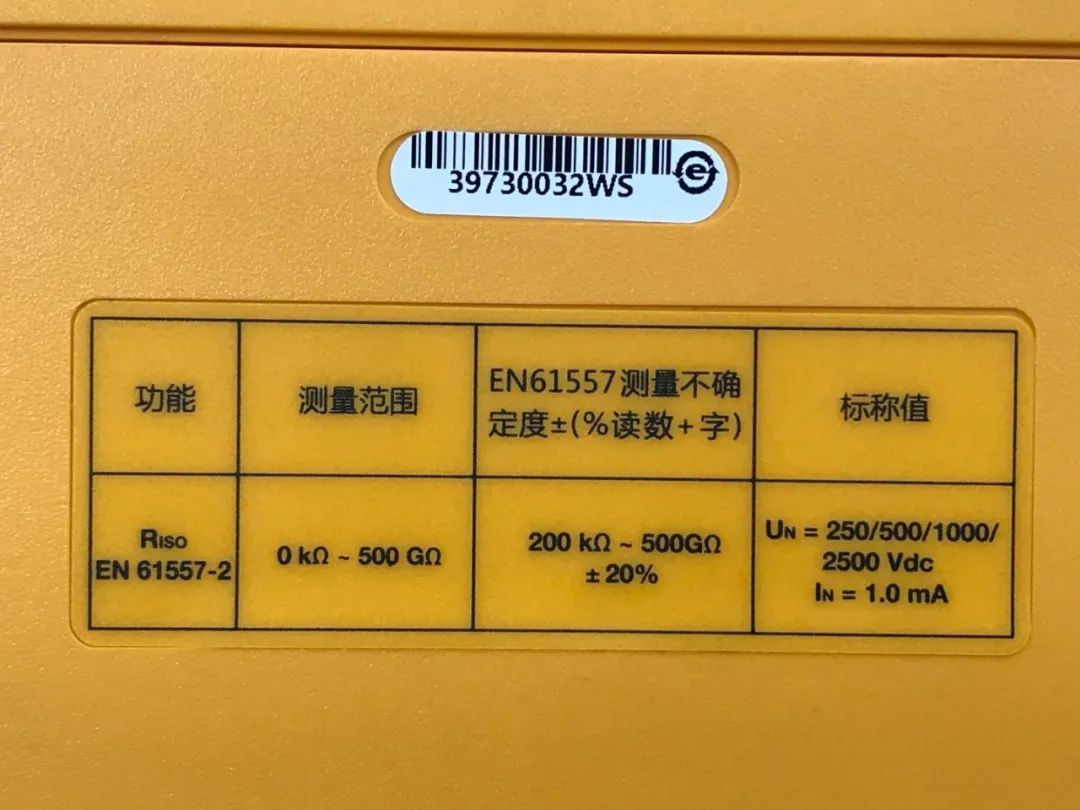 39730032WS
功能
测量范围
EN61557测量不确
定度±(%读数+字)
标称值
RISO
EN 61557-2
0 kΩ ~ 500 GΩ
200 kΩ ~ 500GΩ
±20%
UN = 250/500/1000/
2500 Vdc
IN = 1.0 mA